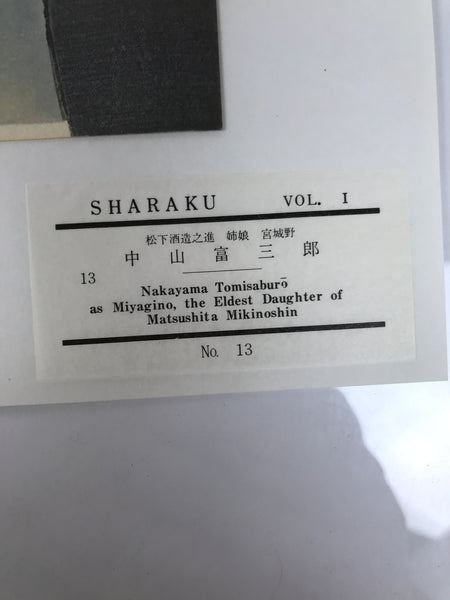 SHARAKU VOL. I
松下酒造之進 姉娘 宮城野
中山富三郎
13
Nakayama Tomisaburō
as Miyagino, the Eldest Daughter of
Matsushita Mikinoshin
No. 13